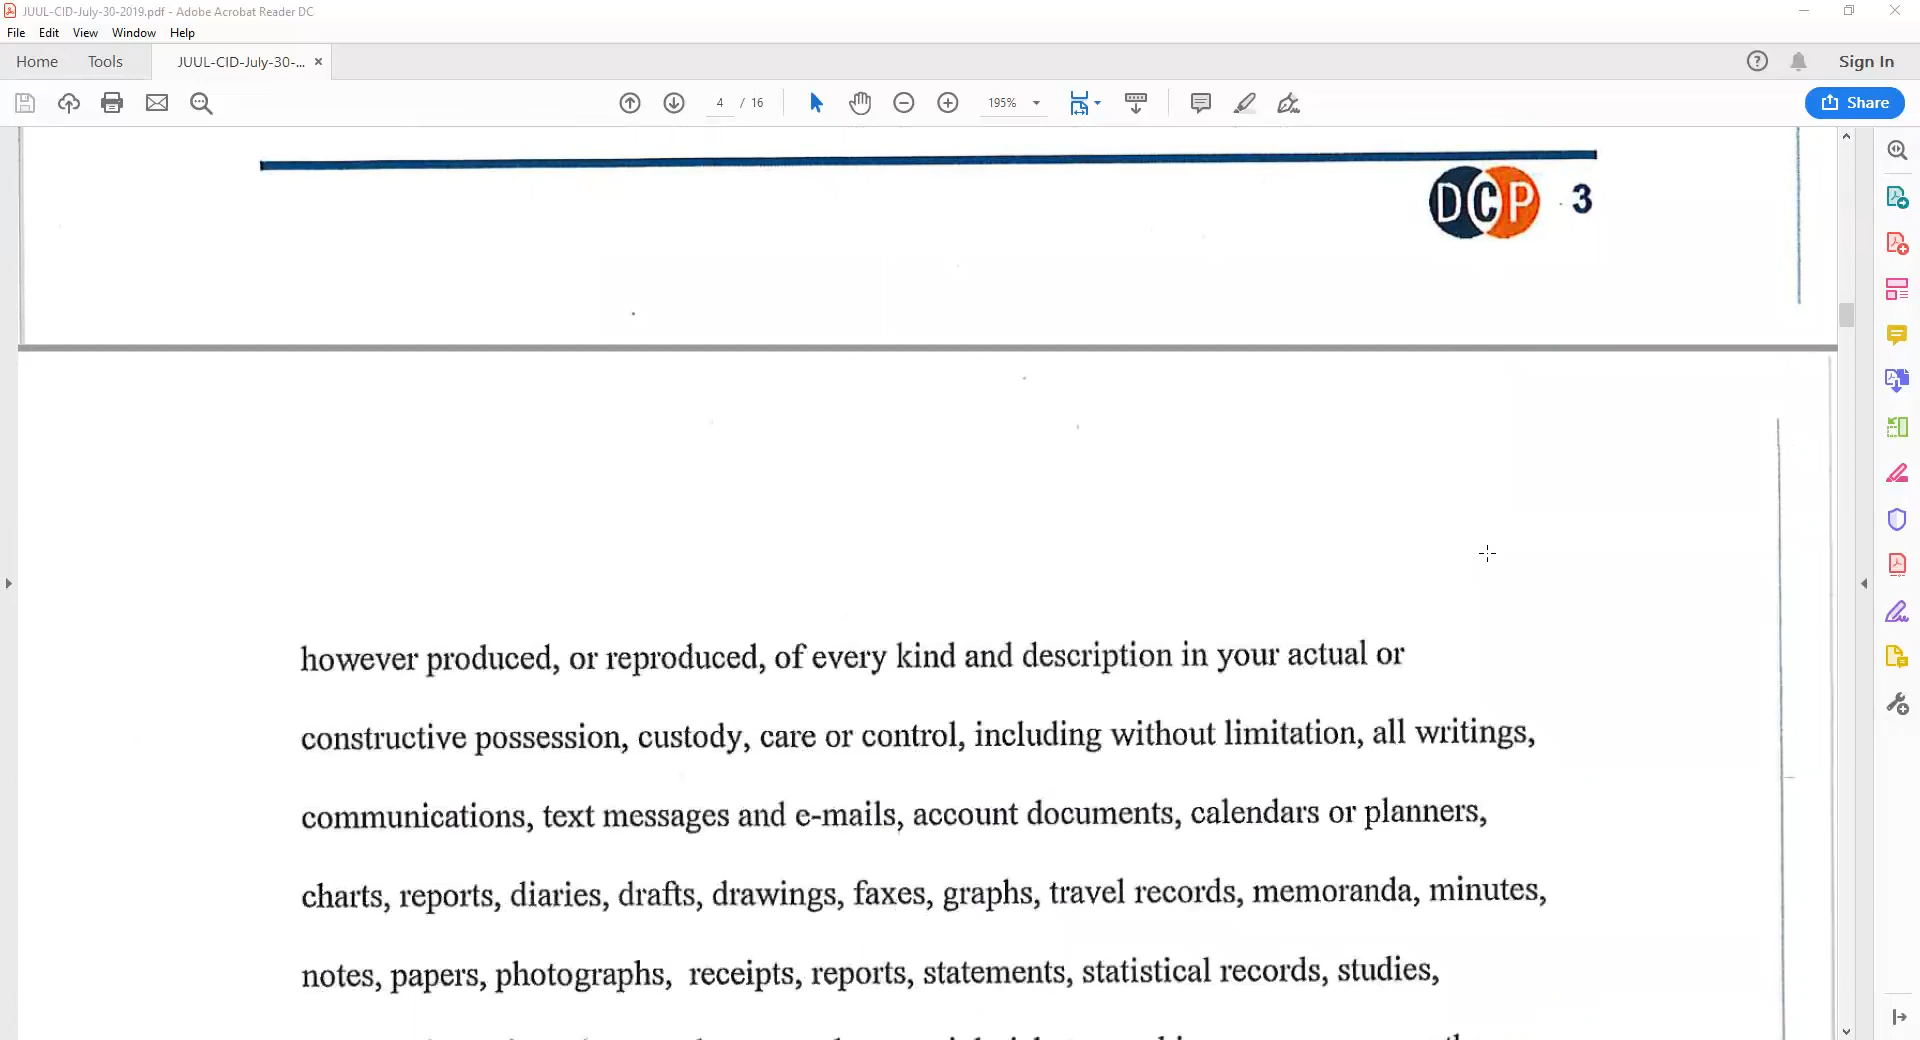 JUUL-CID-July-30-2019.pdf - Adobe Acrobat Reader DC
File Edit View Window Help
Home Tools JUUL-CID-July-30-... × Sign In
4 / 16 195% Share
DCP 3
however produced, or reproduced, of every kind and description in your actual or
constructive possession, custody, care or control, including without limitation, all writings,
communications, text messages and e-mails, account documents, calendars or planners,
charts, reports, diaries, drafts, drawings, faxes, graphs, travel records, memoranda, minutes,
notes, papers, photographs, receipts, reports, statements, statistical records, studies,